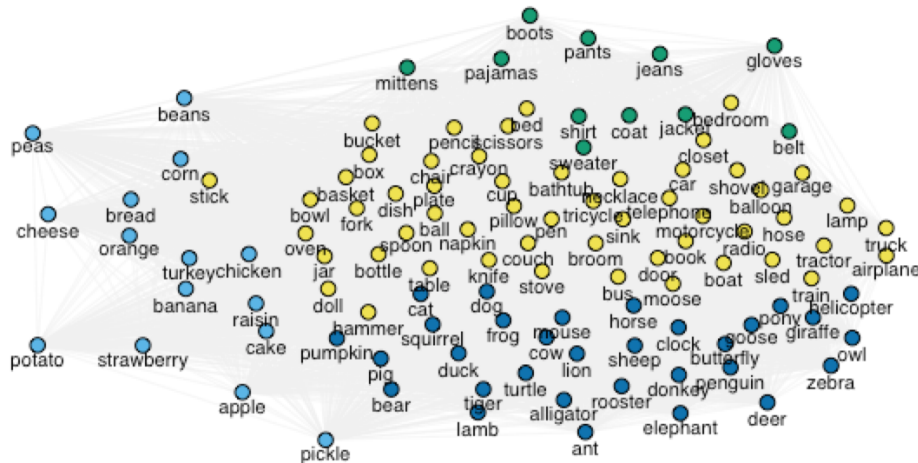 boots
pants
pajamas
jeans
gloves
mittens
beans
peas
bucket
pencil
scissors
bed
shirt
coat
jacket
bedroom
belt
sweater
closet
corn
stick
box
chair
crayon
bathtub
necklace
car
shovel
garage
basket
plate
cup
telephone
balloon
bread
cheese
bowl
fork
dish
ball
pillow
tricycle
motorcycle
hose
lamp
orange
oven
spoon
napkin
pen
sink
radio
truck
turkey
chicken
jar
bottle
couch
broom
book
tractor
airplane
table
knife
stove
door
boat
sled
banana
doll
cat
dog
bus
moose
train
helicopter
raisin
hammer
squirrel
frog
mouse
horse
pony
giraffe
cake
pumpkin
clock
goose
owl
potato
strawberry
pig
duck
cow
lion
sheep
butterfly
zebra
apple
bear
tiger
turtle
rooster
donkey
penguin
lamb
alligator
elephant
deer
pickle
ant